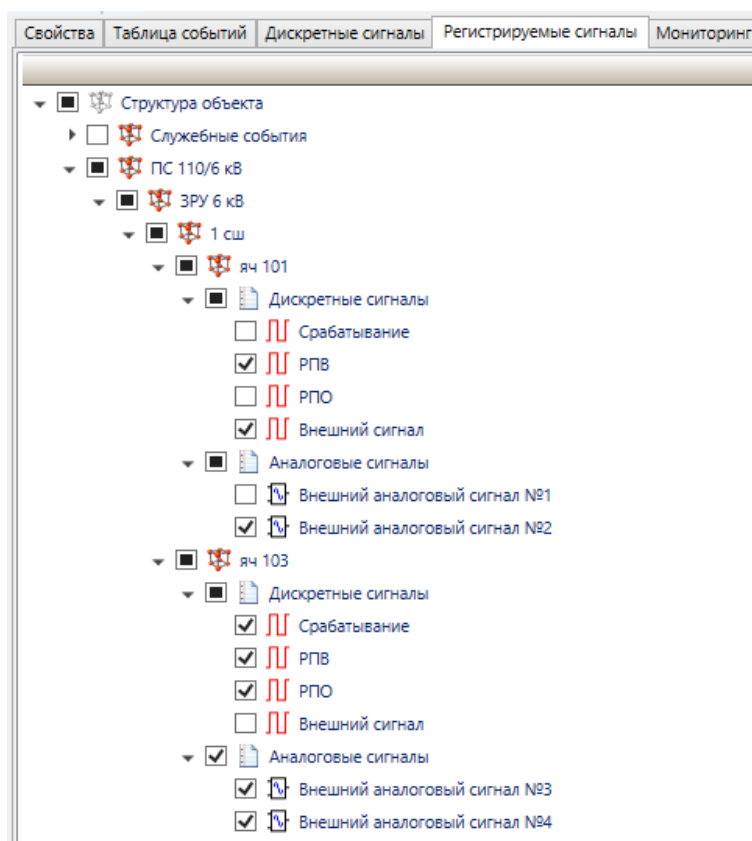 Свойства Таблица событий Дискретные сигналы Регистрируемые сигналы Мониторинг
Структура объекта
Служебные события
ПС 110/6 кВ
ЗРУ 6 кВ
1 сш
яч 101
Дискретные сигналы
Срабатывание
РПВ
РПО
Внешний сигнал
Аналоговые сигналы
Внешний аналоговый сигнал №1
Внешний аналоговый сигнал №2
яч 103
Дискретные сигналы
Срабатывание
РПВ
РПО
Внешний сигнал
Аналоговые сигналы
Внешний аналоговый сигнал №3
Внешний аналоговый сигнал №4